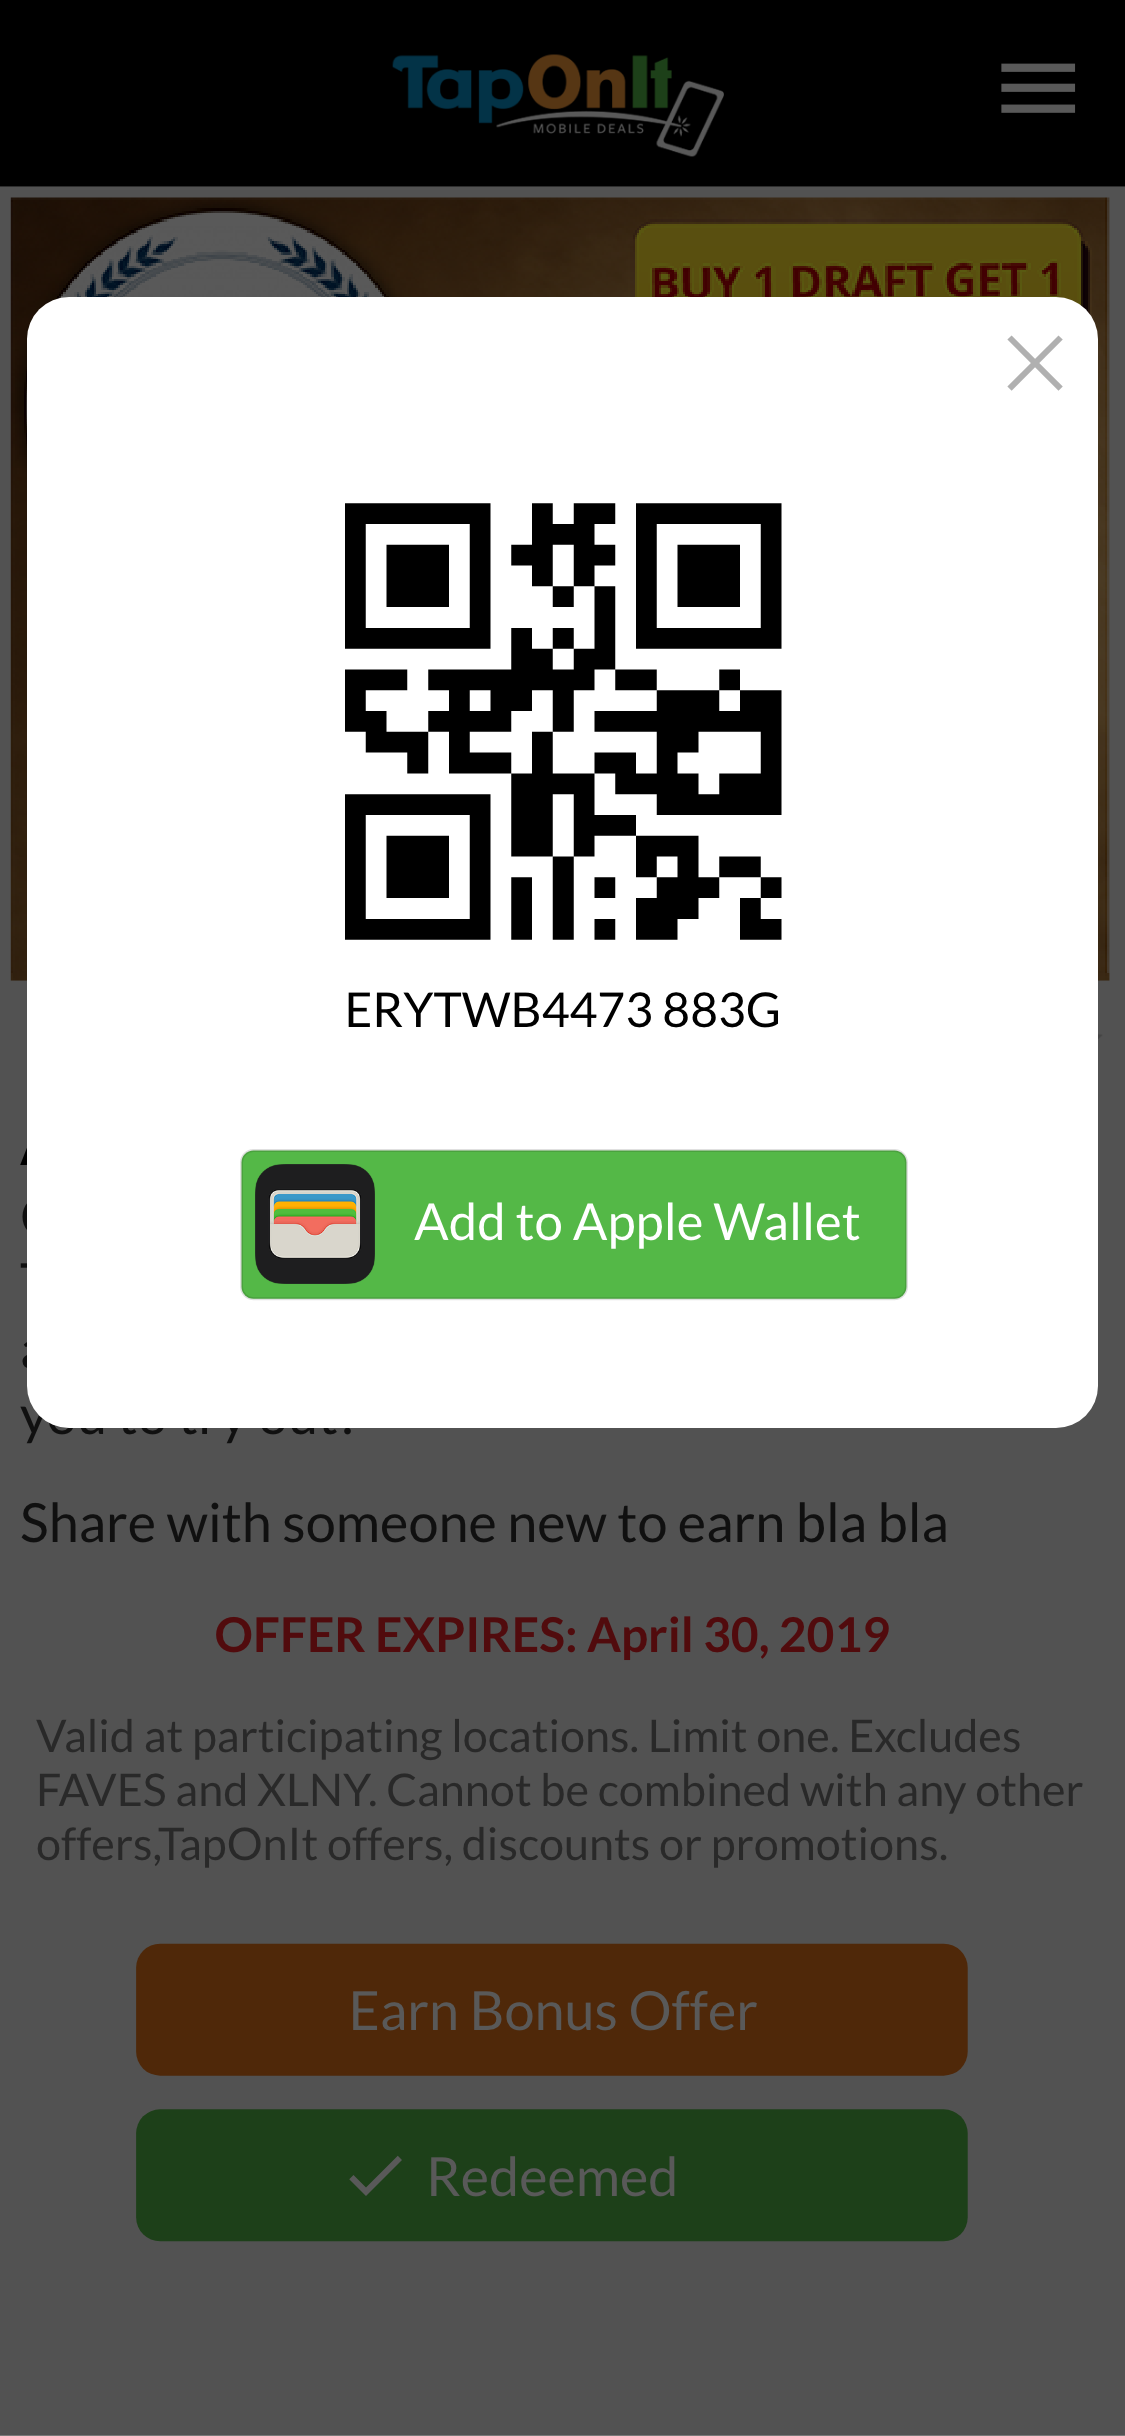 TapOnIt
MOBILE DEALS
BUY 1 DRAFT GET 1
ERYTWB4473 883G
Add to Apple Wallet
you to try out!
Share with someone new to earn bla bla
OFFER EXPIRES: April 30, 2019
Valid at participating locations. Limit one. Excludes
FAVES and XLNY. Cannot be combined with any other
offers,TapOnIt offers, discounts or promotions.
Earn Bonus Offer
Redeemed